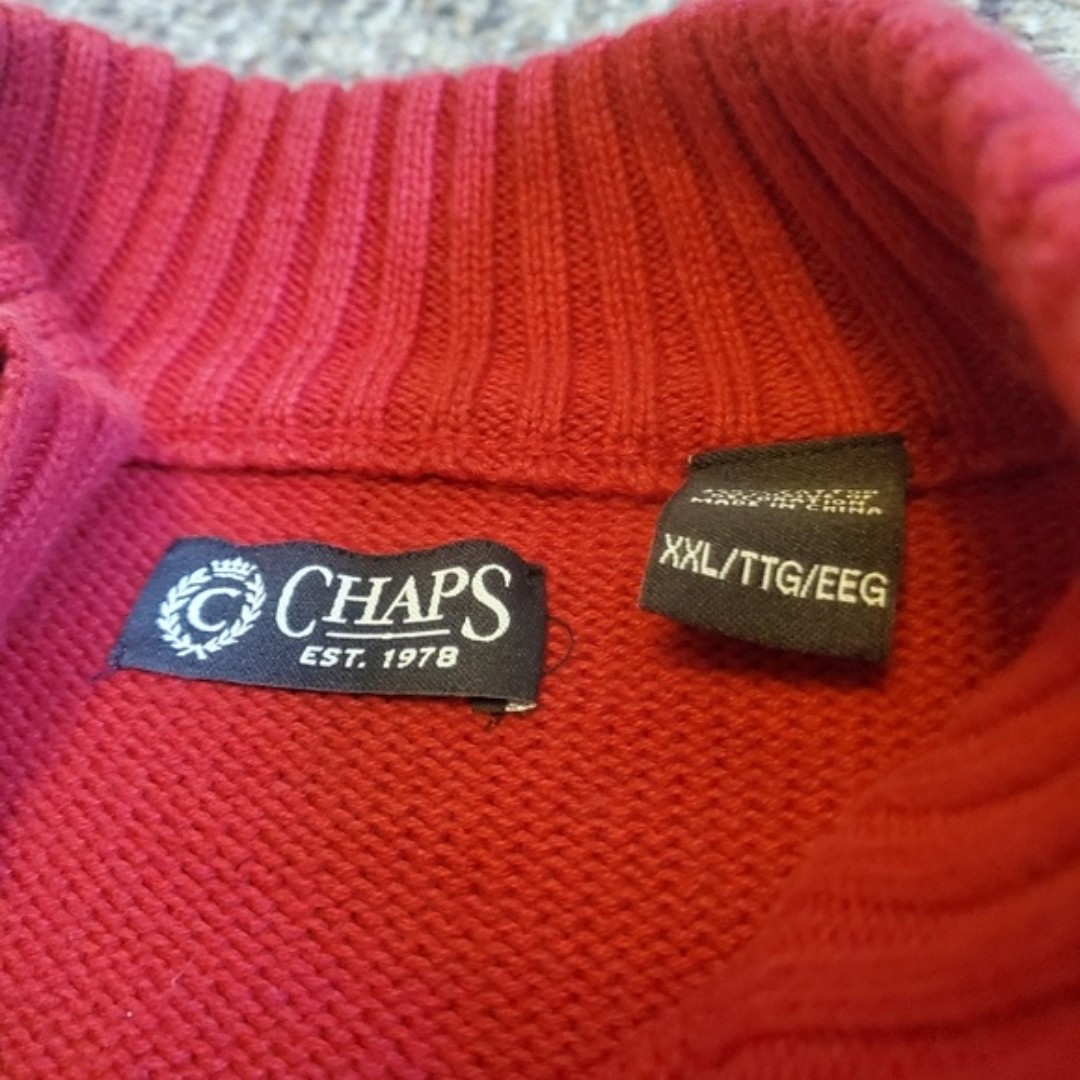 C CHAPS
EST. 1978
MADE IN CHINA
XXL/TTG/EEG